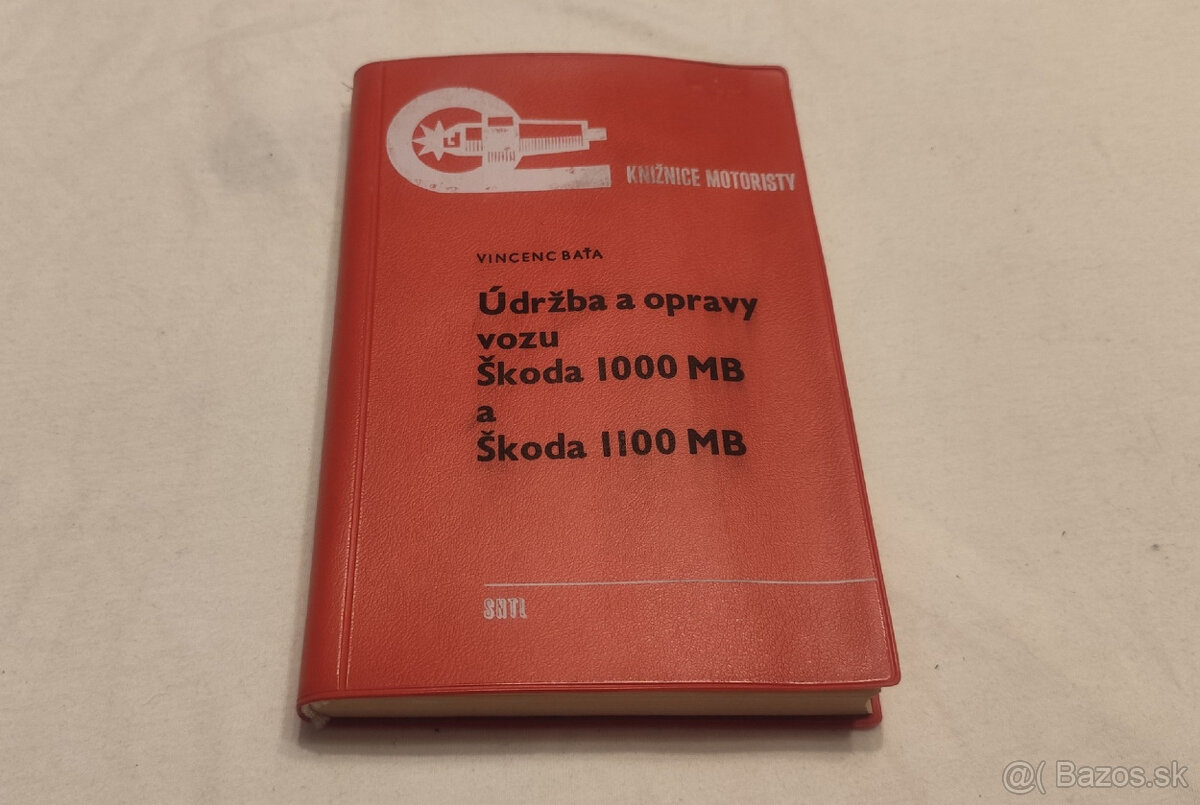 KNIŽNICE MOTORISTY
VINCENC BAŤA
Údržba a opravy
vozu
Škoda 1000 MB
a
Škoda 1100 MB
SNTL
@( Bazos.sk